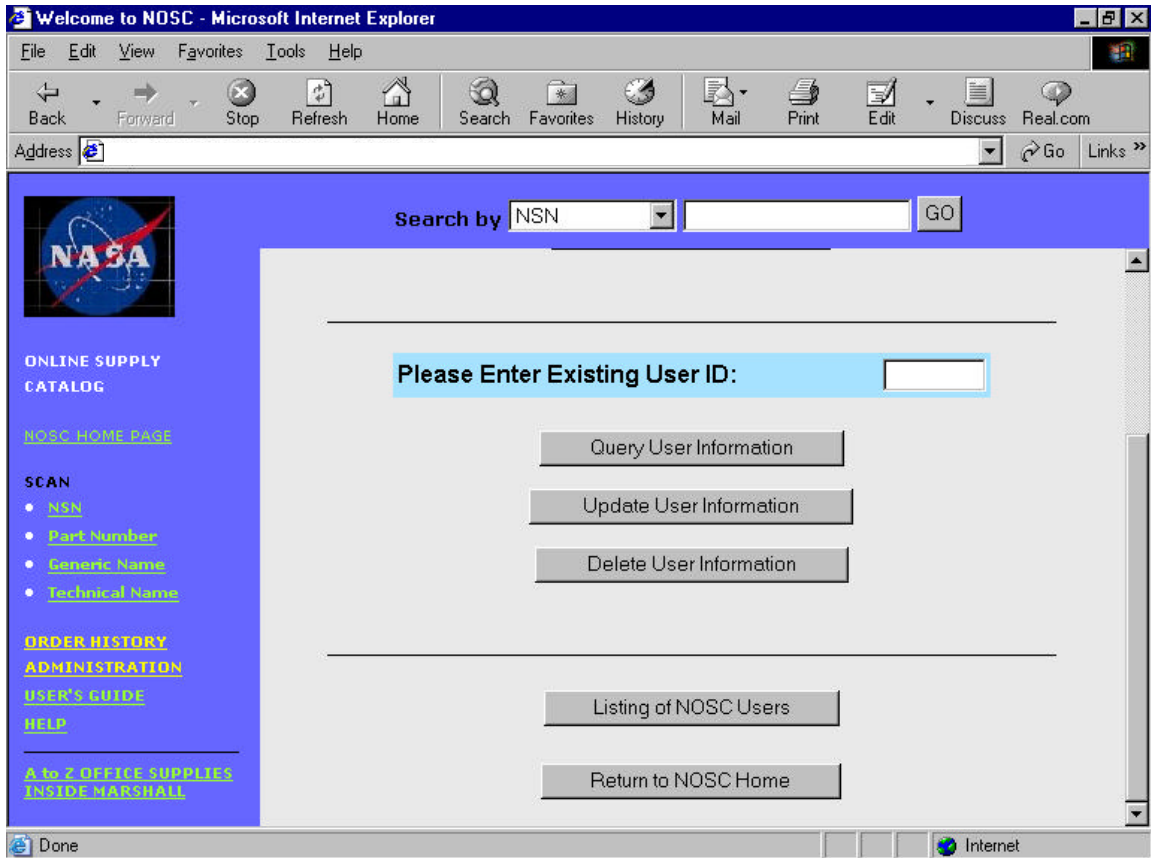 Welcome to NOSC - Microsoft Internet Explorer
File Edit View Favorites Tools Help
Back Forward Stop Refresh Home Search Favorites History Mail Print Edit Discuss Real.com
Address Go Links »
NASA
Search by NSN GO
ONLINE SUPPLY
CATALOG
NOSC HOME PAGE
SCAN
• NSN
• Part Number
• Generic Name
• Technical Name
ORDER HISTORY
ADMINISTRATION
USER'S GUIDE
HELP
A to Z OFFICE SUPPLIES
INSIDE MARSHALL
Please Enter Existing User ID:
Query User Information
Update User Information
Delete User Information
Listing of NOSC Users
Return to NOSC Home
Done Internet